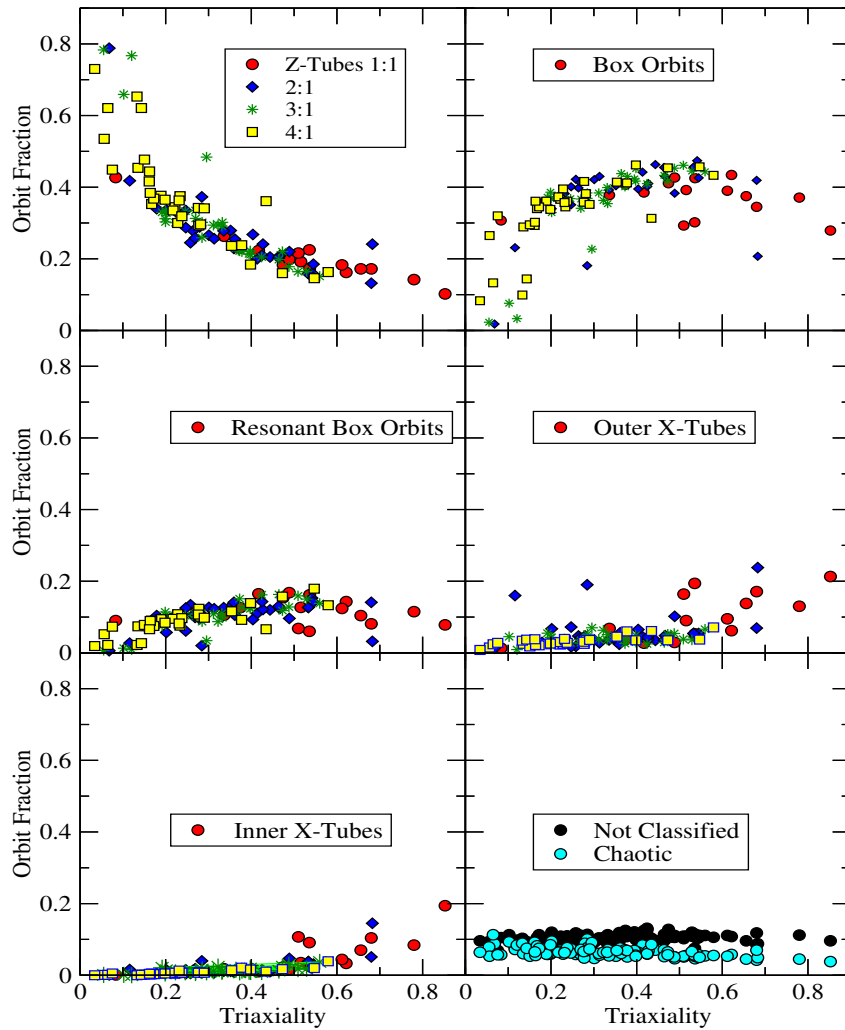 0.8
0.6
0.4
0.2
0
Orbit Fraction
Z-Tubes 1:1
2:1
3:1
4:1
Box Orbits
0.8
0.6
0.4
0.2
0
Orbit Fraction
Resonant Box Orbits
Outer X-Tubes
0.8
0.6
0.4
0.2
0
Orbit Fraction
Inner X-Tubes
Not Classified
Chaotic
0 0.2 0.4 0.6 0.8
0.2 0.4 0.6 0.8
Triaxiality
Triaxiality